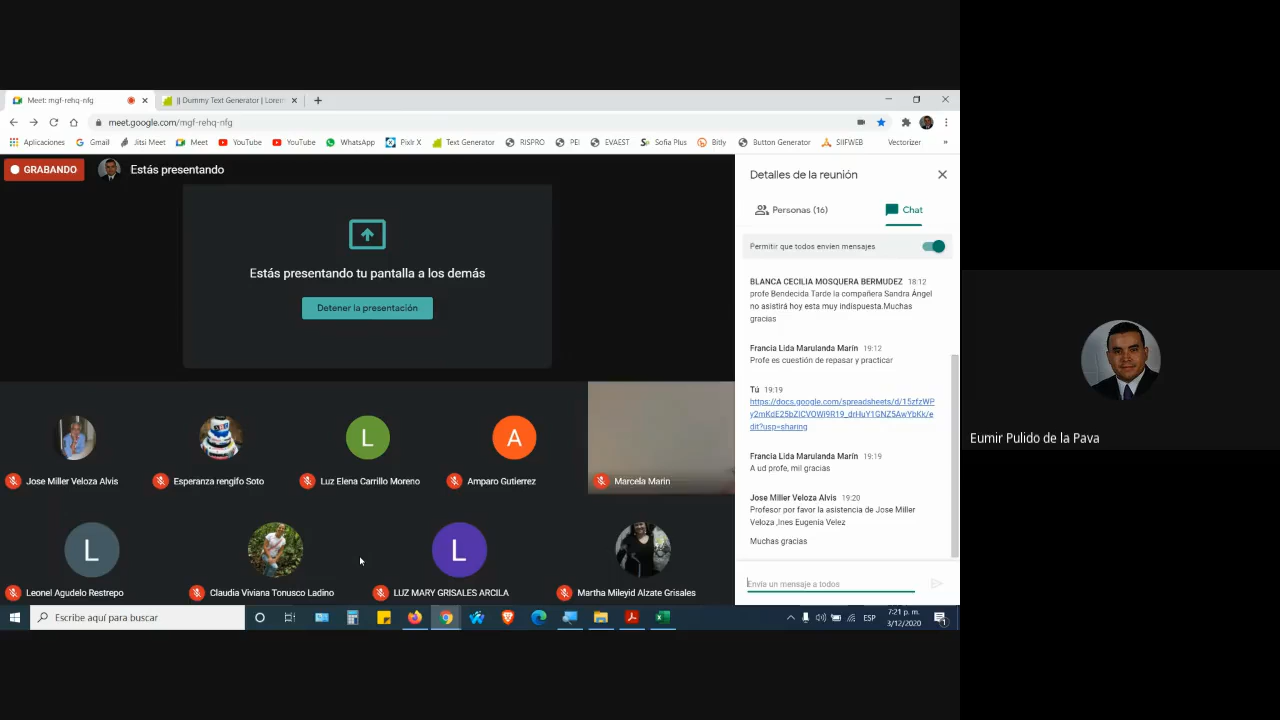 Meet: mgf-rehq-nfg
|| Dummy Text Generator | Lorem
meet.google.com/mgf-rehq-nfg
Aplicaciones
Gmail
Jitsi Meet
Meet
YouTube
YouTube
WhatsApp
Pixlr X
Text Generator
RISPRO
PEI
EVAEST
Sofia Plus
Bitly
Button Generator
SIIFWEB
Vectorizer
»
GRABANDO
Estás presentando
Estás presentando tu pantalla a los demás
Detener la presentación
Detalles de la reunión
Personas (16)
Chat
Permitir que todos envíen mensajes
BLANCA CECILIA MOSQUERA BERMUDEZ 18:12
profe Bendecida Tarde la compañera Sandra Ángel
no asistirá hoy esta muy indispuesta.Muchas
gracias
Francia Lida Marulanda Marín 19:12
Profe es cuestión de repasar y practicar
Tú 19:19
https://docs.google.com/spreadsheets/d/15zfzWP
edit?usp=sharing
Francia Lida Marulanda Marín 19:19
A ud profe, mil gracias
Jose Miller Veloza Alvis 19:20
Profesor por favor la asistencia de Jose Miller
Veloza ,Ines Eugenia Velez
Muchas gracias
Envía un mensaje a todos
Jose Miller Veloza Alvis
Esperanza rengifo Soto
L
Luz Elena Carrillo Moreno
A
Amparo Gutierrez
Marcela Marin
L
Leonel Agudelo Restrepo
Claudia Viviana Tonusco Ladino
L
LUZ MARY GRISALES ARCILA
Martha Mileyid Alzate Grisales
Eumir Pulido de la Pava
Escribe aquí para buscar
ESP
7:21 p. m.
3/12/2020
1